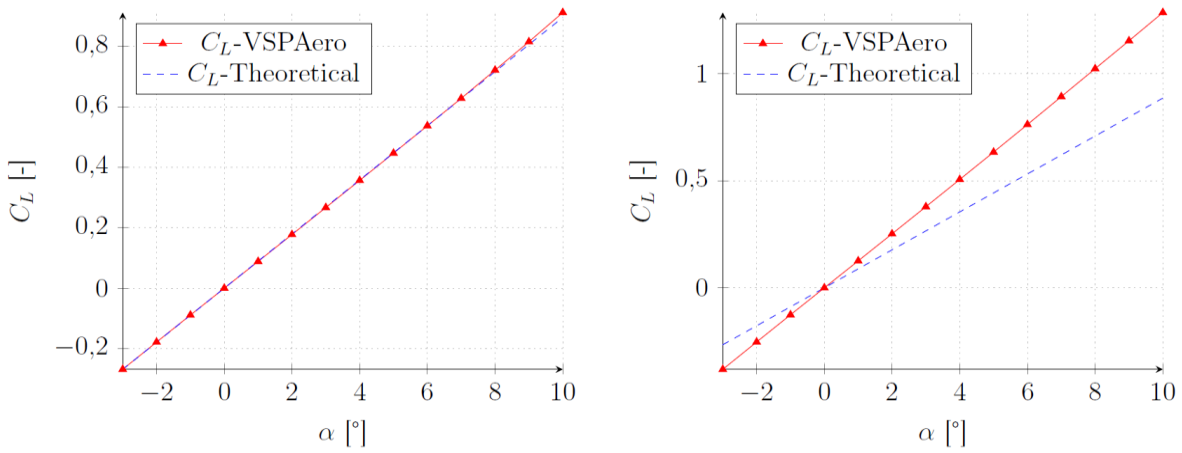 C_L-VSPAero
C_L-Theoretical
0,8
0,6
0,4
0,2
0
−0,2
C_L [-]
−2 0 2 4 6 8 10
α [°]
C_L-VSPAero
C_L-Theoretical
1
0,5
0
C_L [-]
−2 0 2 4 6 8 10
α [°]